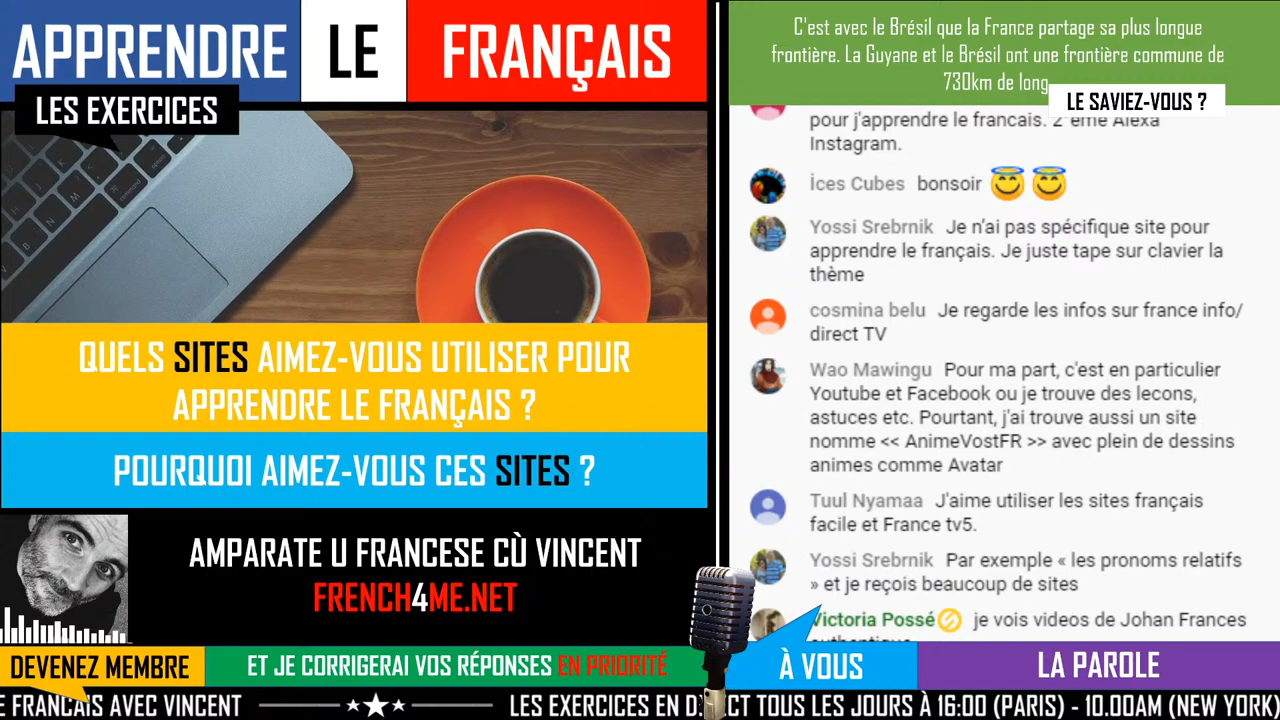 APPRENDRE LE FRANÇAIS
LES EXERCICES
QUELS SITES AIMEZ-VOUS UTILISER POUR
APPRENDRE LE FRANÇAIS ?
POURQUOI AIMEZ-VOUS CES SITES ?
AMPARATE U FRANCESE CÙ VINCENT
FRENCH4ME.NET
DEVENEZ MEMBRE
ET JE CORRIGERAI VOS RÉPONSES EN PRIORITÉ
C'est avec le Brésil que la France partage sa plus longue
frontière. La Guyane et le Brésil ont une frontière commune de
730km de long
LE SAVIEZ-VOUS ?
pour j'apprendre le francais. 2 eme Alexa
Instagram.
İces Cubes bonsoir 😇 😇
Yossi Srebrnik Je n'ai pas spécifique site pour
apprendre le français. Je juste tape sur clavier la
thème
cosmina belu Je regarde les infos sur france info/
direct TV
Wao Mawingu Pour ma part, c'est en particulier
Youtube et Facebook ou je trouve des lecons,
astuces etc. Pourtant, j'ai trouve aussi un site
nomme << AnimeVostFR >> avec plein de dessins
animes comme Avatar
Tuul Nyamaa J'aime utiliser les sites français
facile et France tv5.
Yossi Srebrnik Par exemple « les pronoms relatifs
» et je reçois beaucoup de sites
Victoria Possé je vois videos de Johan Frances
À VOUS
LA PAROLE
E FRANÇAIS AVEC VINCENT
LES EXERCICES EN DIRECT TOUS LES JOURS À 16:00 (PARIS) - 10.00AM (NEW YORK)